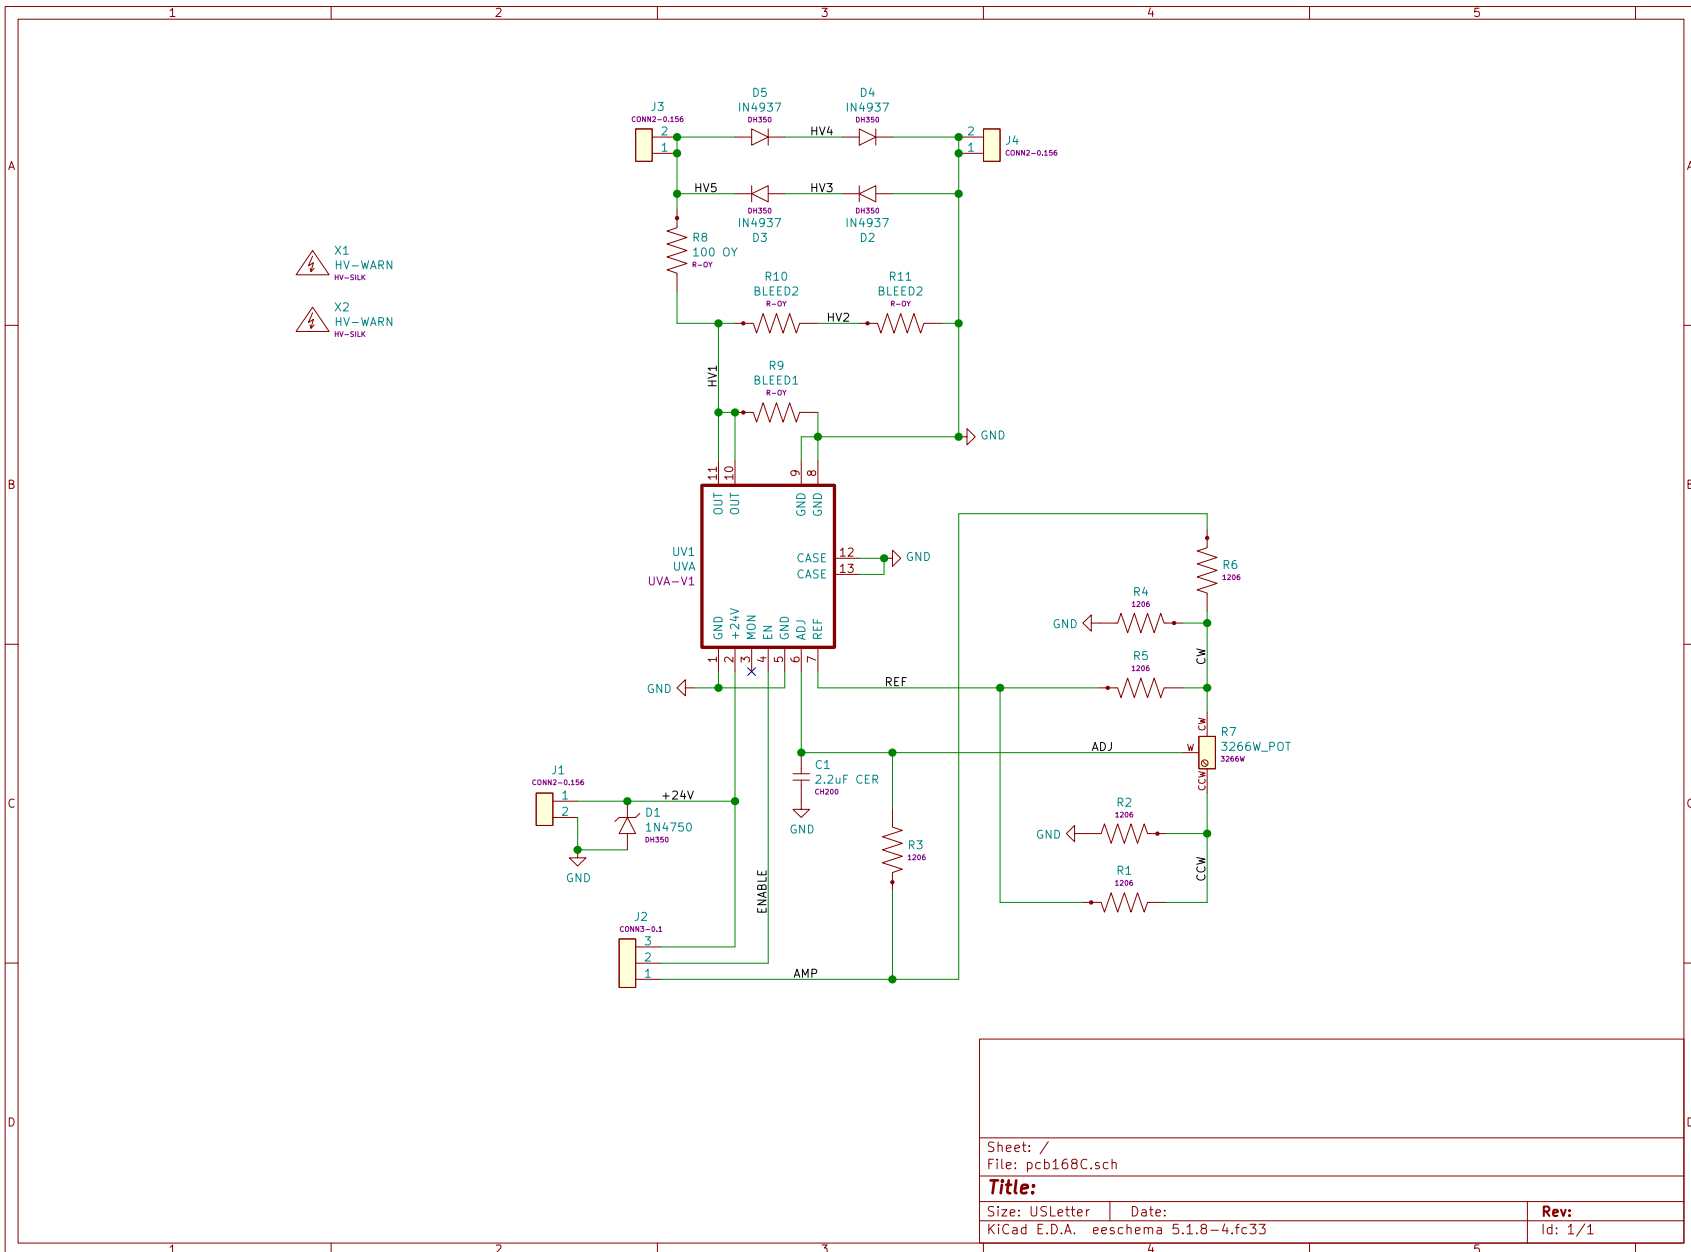 1 2 3 4 5
A
B
C
D
A
B
C
D
D5
IN4937
DH350
D4
IN4937
DH350
J3
CONN2-0.156
2
1
HV4
2
1
J4
CONN2-0.156
HV5
HV3
DH350
IN4937
D3
DH350
IN4937
D2
R8
100 OY
R-OY
X1
HV-WARN
HV-SILK
X2
HV-WARN
HV-SILK
R10
BLEED2
R-OY
R11
BLEED2
R-OY
HV2
HV1
R9
BLEED1
R-OY
GND
11 10 9 8
OUT OUT GND GND
UV1
UVA
UVA-V1
CASE 12
CASE 13
GND
GND +24V MON EN GND ADJ REF
1 2 3 4 5 6 7
GND
REF
R6
1206
R4
1206
GND
R5
1206
CW
CW
R7
3266W_POT
3266W
W
CCW
ADJ
C1
2.2uF CER
CH200
GND
J1
CONN2-0.156
1
2
+24V
D1
1N4750
DH350
GND
R3
1206
R2
1206
GND
CCW
R1
1206
ENABLE
J2
CONN3-0.1
3
2
1
AMP
Sheet: /
File: pcb168C.sch
Title:
Size: USLetter Date: Rev:
KiCad E.D.A. eeschema 5.1.8-4.fc33 Id: 1/1
1 2 3 4 5